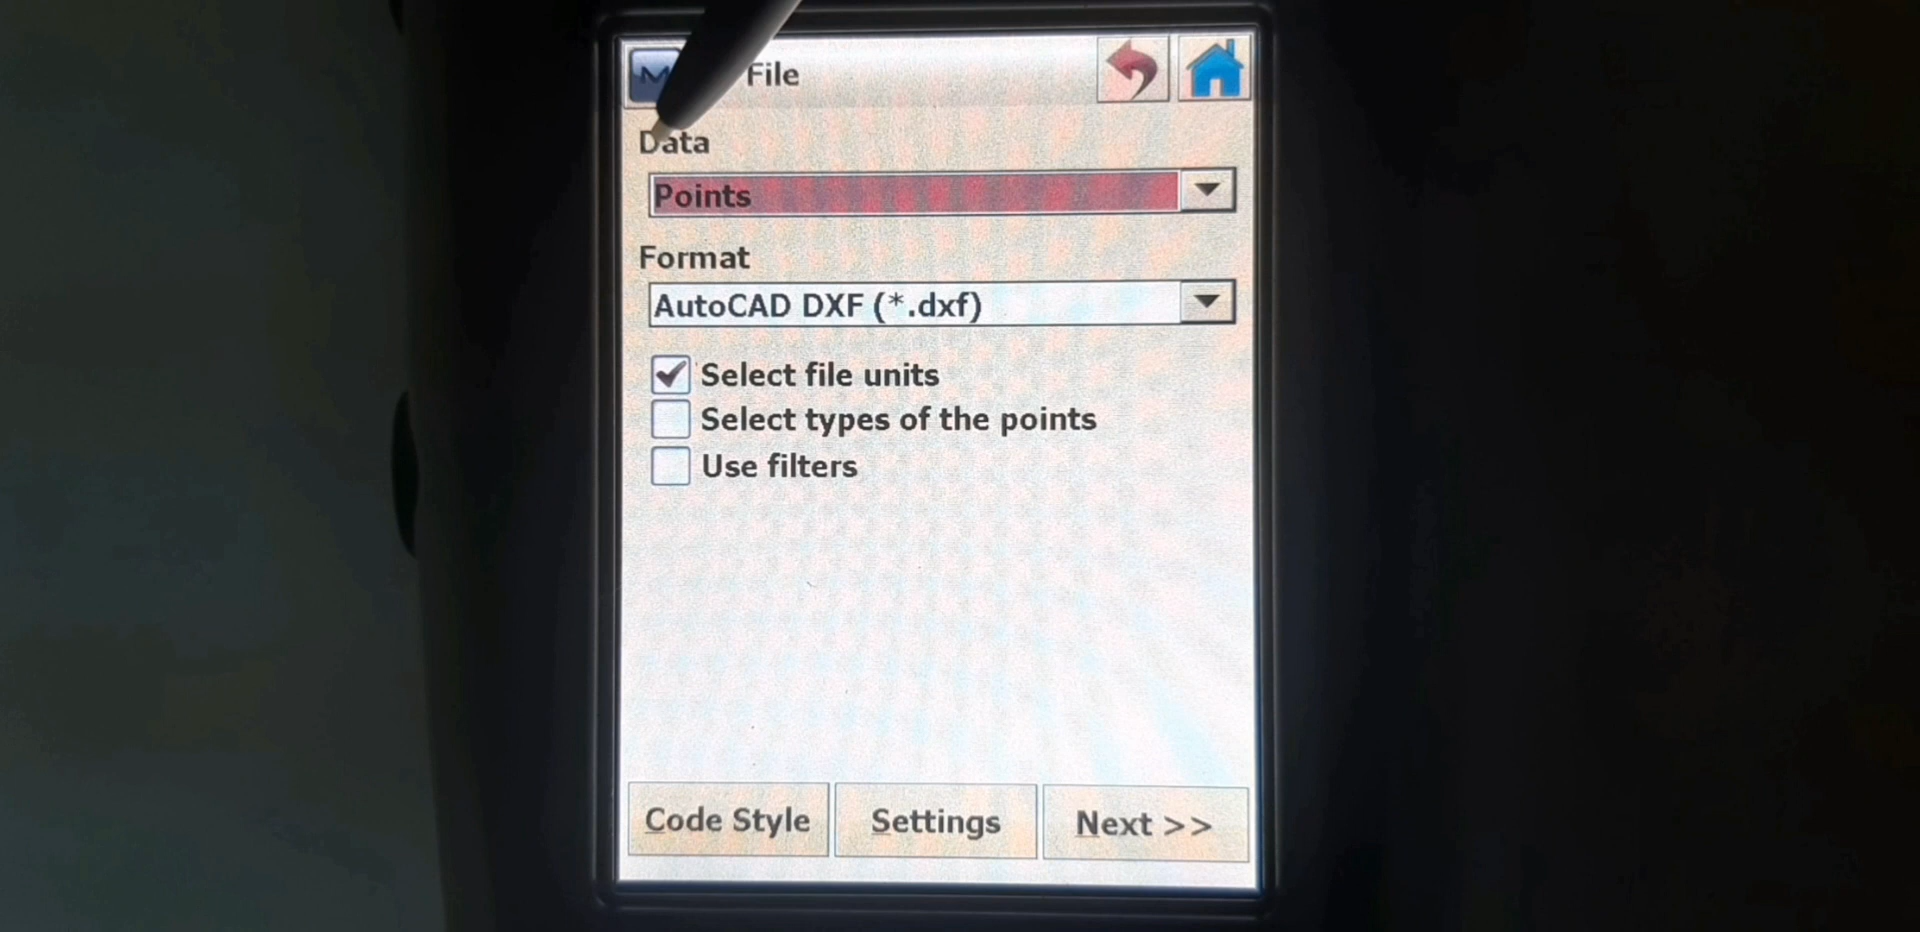 File
Data
Points
Format
AutoCAD DXF (*.dxf)
Select file units
Select types of the points
Use filters
Code Style
Settings
Next >>